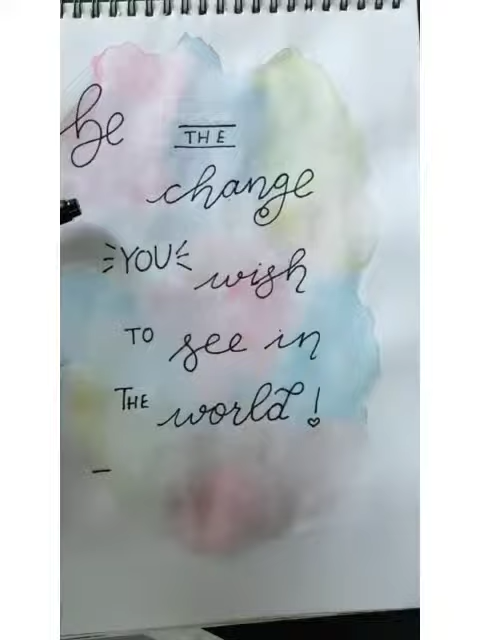 be THE
change
YOU wish
TO see in
THE world!
–